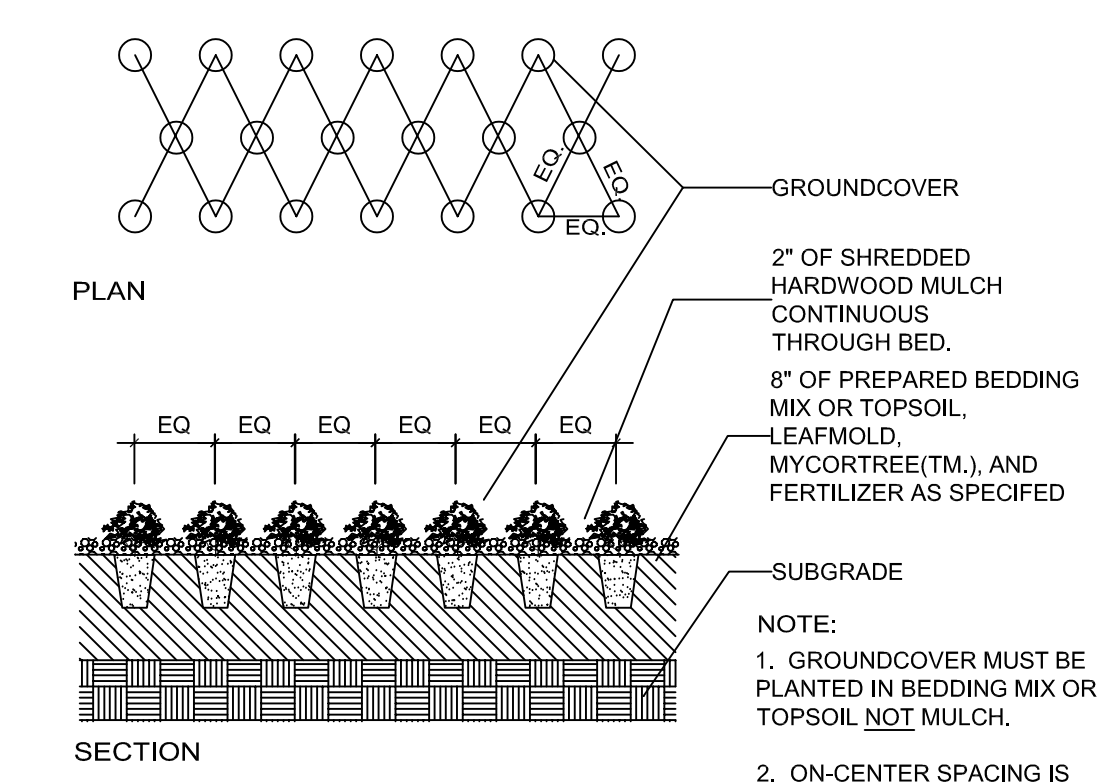 EQ.
EQ.
EQ.
PLAN
GROUNDCOVER
2" OF SHREDDED
HARDWOOD MULCH
CONTINUOUS
THROUGH BED.
8" OF PREPARED BEDDING
MIX OR TOPSOIL,
LEAFMOLD,
MYCORTREE(TM.), AND
FERTILIZER AS SPECIFED
EQ EQ EQ EQ EQ EQ
SUBGRADE
NOTE:
1. GROUNDCOVER MUST BE
PLANTED IN BEDDING MIX OR
TOPSOIL NOT MULCH.
SECTION
2. ON-CENTER SPACING IS